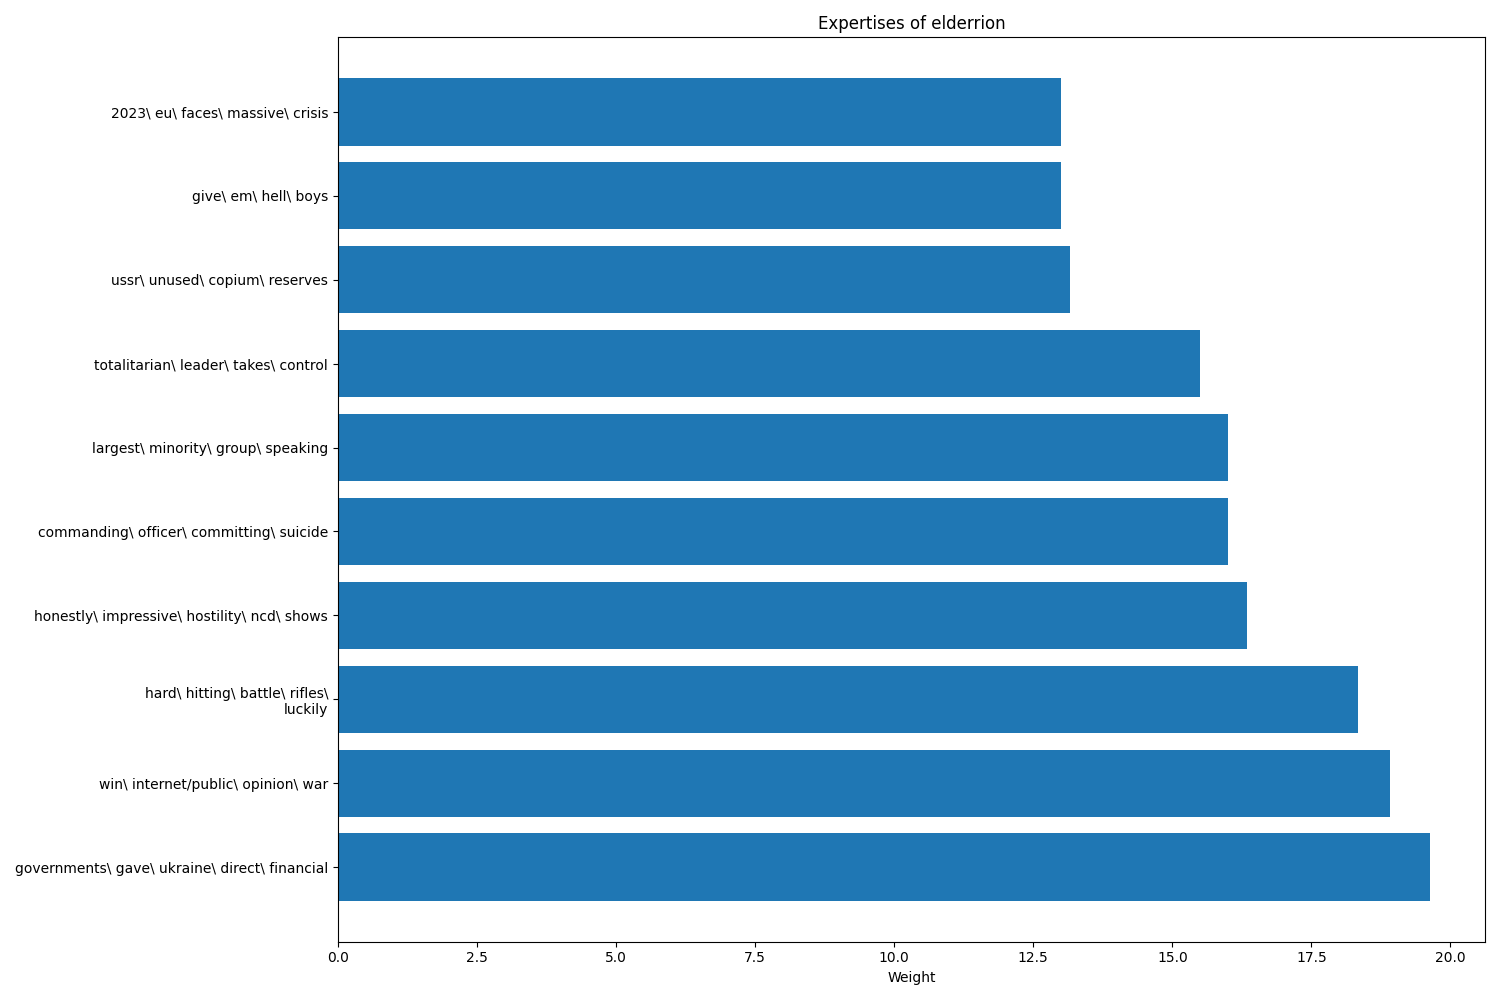 Expertises of elderrion
2023\ eu\ faces\ massive\ crisis
give\ em\ hell\ boys
ussr\ unused\ copium\ reserves
totalitarian\ leader\ takes\ control
largest\ minority\ group\ speaking
commanding\ officer\ committing\ suicide
honestly\ impressive\ hostility\ ncd\ shows
hard\ hitting\ battle\ rifles\
luckily
win\ internet/public\ opinion\ war
governments\ gave\ ukraine\ direct\ financial
0.0 2.5 5.0 7.5 10.0 12.5 15.0 17.5 20.0
Weight